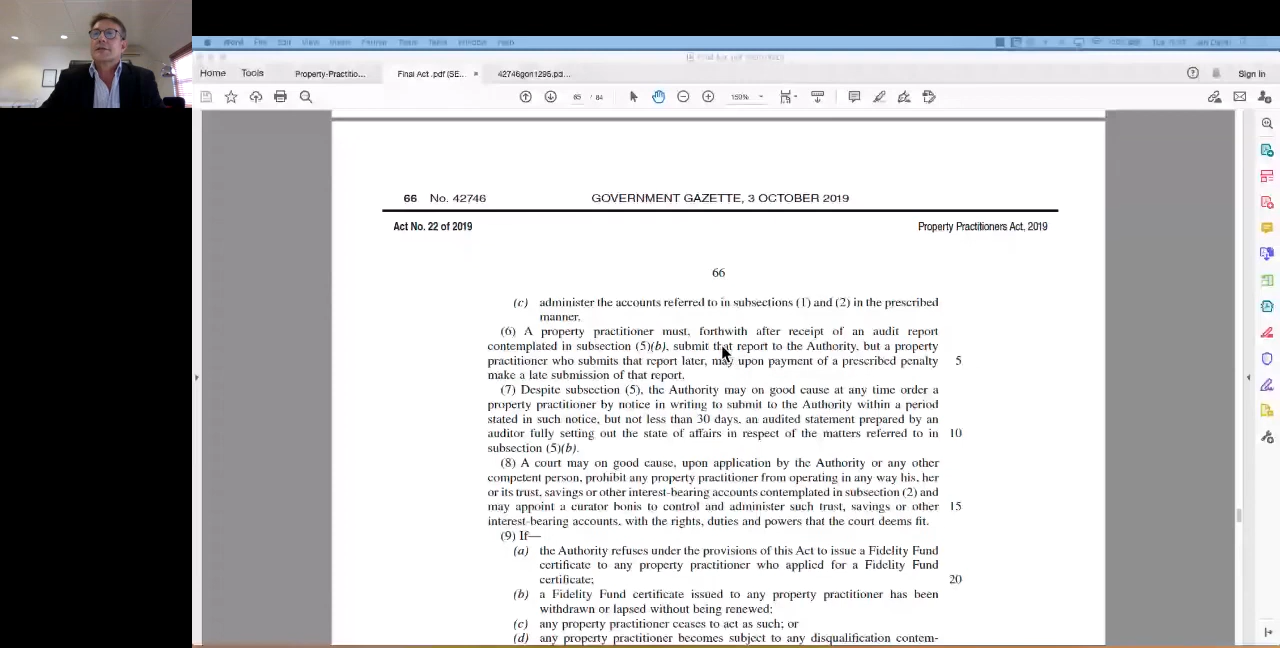 Home Tools Property-Practitio... Final Act .pdf (SE... × 42746gon1295.pd... Sign In
65 / 84 159%
66 No. 42746 GOVERNMENT GAZETTE, 3 OCTOBER 2019
Act No. 22 of 2019 Property Practitioners Act, 2019
66
(c) administer the accounts referred to in subsections (1) and (2) in the prescribed
manner.
(6) A property practitioner must, forthwith after receipt of an audit report
contemplated in subsection (5)(b), submit that report to the Authority, but a property
practitioner who submits that report later, may upon payment of a prescribed penalty 5
make a late submission of that report.
(7) Despite subsection (5), the Authority may on good cause at any time order a
property practitioner by notice in writing to submit to the Authority within a period
stated in such notice, but not less than 30 days, an audited statement prepared by an
auditor fully setting out the state of affairs in respect of the matters referred to in 10
subsection (5)(b).
(8) A court may on good cause, upon application by the Authority or any other
competent person, prohibit any property practitioner from operating in any way his, her
or its trust, savings or other interest-bearing accounts contemplated in subsection (2) and
may appoint a curator bonis to control and administer such trust, savings or other 15
interest-bearing accounts, with the rights, duties and powers that the court deems fit.
(9) If—
(a) the Authority refuses under the provisions of this Act to issue a Fidelity Fund
certificate to any property practitioner who applied for a Fidelity Fund
certificate; 20
(b) a Fidelity Fund certificate issued to any property practitioner has been
withdrawn or lapsed without being renewed;
(c) any property practitioner ceases to act as such; or
(d) any property practitioner becomes subject to any disqualification contem-